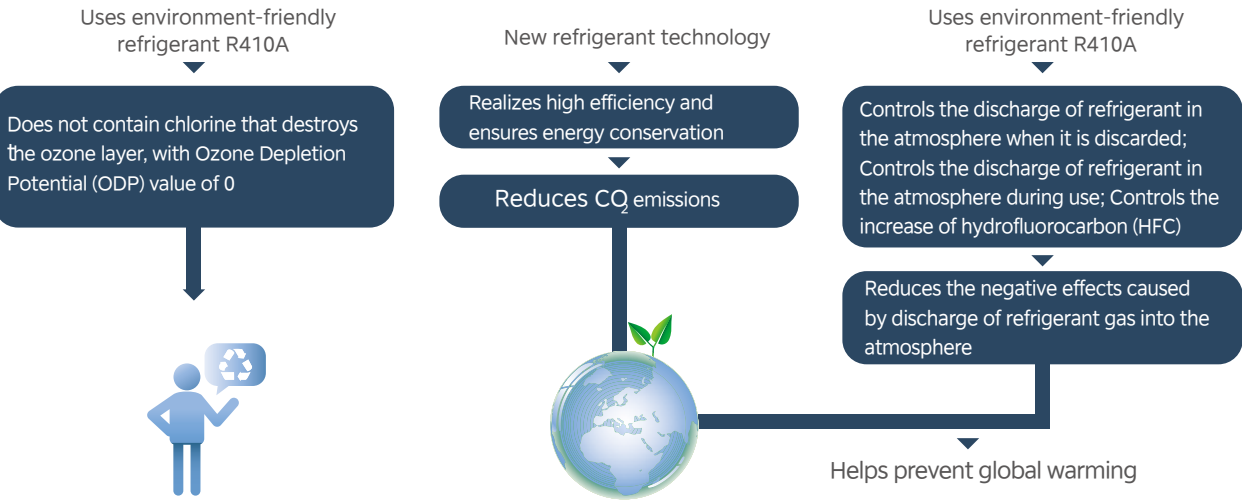 Uses environment-friendly
refrigerant R410A
Does not contain chlorine that destroys
the ozone layer, with Ozone Depletion
Potential (ODP) value of 0
New refrigerant technology
Realizes high efficiency and
ensures energy conservation
Reduces CO₂ emissions
Uses environment-friendly
refrigerant R410A
Controls the discharge of refrigerant in
the atmosphere when it is discarded;
Controls the discharge of refrigerant in
the atmosphere during use; Controls the
increase of hydrofluorocarbon (HFC)
Reduces the negative effects caused
by discharge of refrigerant gas into the
atmosphere
Helps prevent global warming